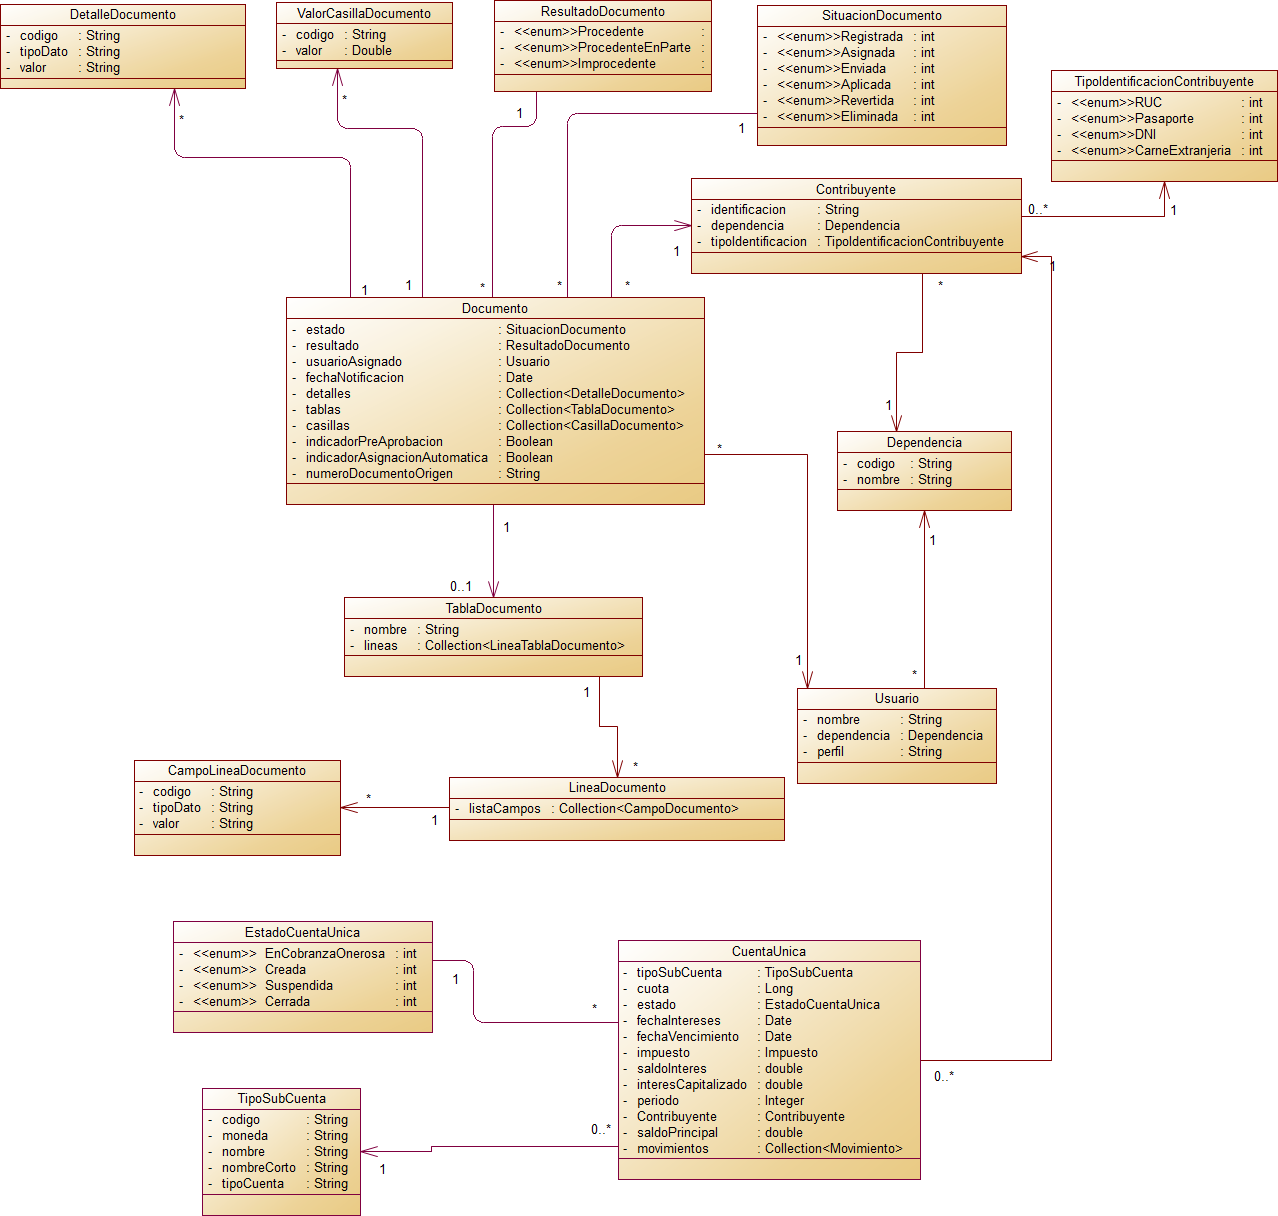 DetalleDocumento
- codigo : String
- tipoDato : String
- valor : String
*
ValorCasillaDocumento
- codigo : String
- valor : Double
*
ResultadoDocumento
- <<enum>>Procedente :
- <<enum>>ProcedenteEnParte :
- <<enum>>Improcedente :
1
SituacionDocumento
- <<enum>>Registrada : int
- <<enum>>Asignada : int
- <<enum>>Enviada : int
- <<enum>>Aplicada : int
- <<enum>>Revertida : int
- <<enum>>Eliminada : int
1
TipoIdentificacionContribuyente
- <<enum>>RUC : int
- <<enum>>Pasaporte : int
- <<enum>>DNI : int
- <<enum>>CarneExtranjeria : int
Contribuyente
- identificacion : String
- dependencia : Dependencia
- tipoIdentificacion : TipoIdentificacionContribuyente
0..*
1
1
1
*
1
1
*
*
*
Documento
- estado : SituacionDocumento
- resultado : ResultadoDocumento
- usuarioAsignado : Usuario
- fechaNotificacion : Date
- detalles : Collection<DetalleDocumento>
- tablas : Collection<TablaDocumento>
- casillas : Collection<CasillaDocumento>
- indicadorPreAprobacion : Boolean
- indicadorAsignacionAutomatica : Boolean
- numeroDocumentoOrigen : String
*
1
Dependencia
- codigo : String
- nombre : String
1
1
0..1
TablaDocumento
- nombre : String
- lineas : Collection<LineaTablaDocumento>
1
1
*
Usuario
- nombre : String
- dependencia : Dependencia
- perfil : String
*
LineaDocumento
- listaCampos : Collection<CampoDocumento>
*
1
CampoLineaDocumento
- codigo : String
- tipoDato : String
- valor : String
EstadoCuentaUnica
- <<enum>> EnCobranzaOnerosa : int
- <<enum>> Creada : int
- <<enum>> Suspendida : int
- <<enum>> Cerrada : int
1
*
CuentaUnica
- tipoSubCuenta : TipoSubCuenta
- cuota : Long
- estado : EstadoCuentaUnica
- fechaIntereses : Date
- fechaVencimiento : Date
- impuesto : Impuesto
- saldoInteres : double
- interesCapitalizado : double
- periodo : Integer
- Contribuyente : Contribuyente
- saldoPrincipal : double
- movimientos : Collection<Movimiento>
0..*
TipoSubCuenta
- codigo : String
- moneda : String
- nombre : String
- nombreCorto : String
- tipoCuenta : String
0..*
1